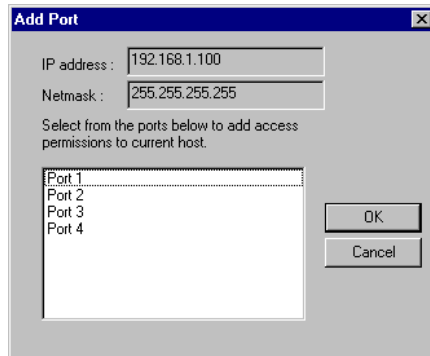 Add Port
IP address : 192.168.1.100
Netmask : 255.255.255.255
Select from the ports below to add access
permissions to current host.
Port 1
Port 2
Port 3
Port 4
OK
Cancel